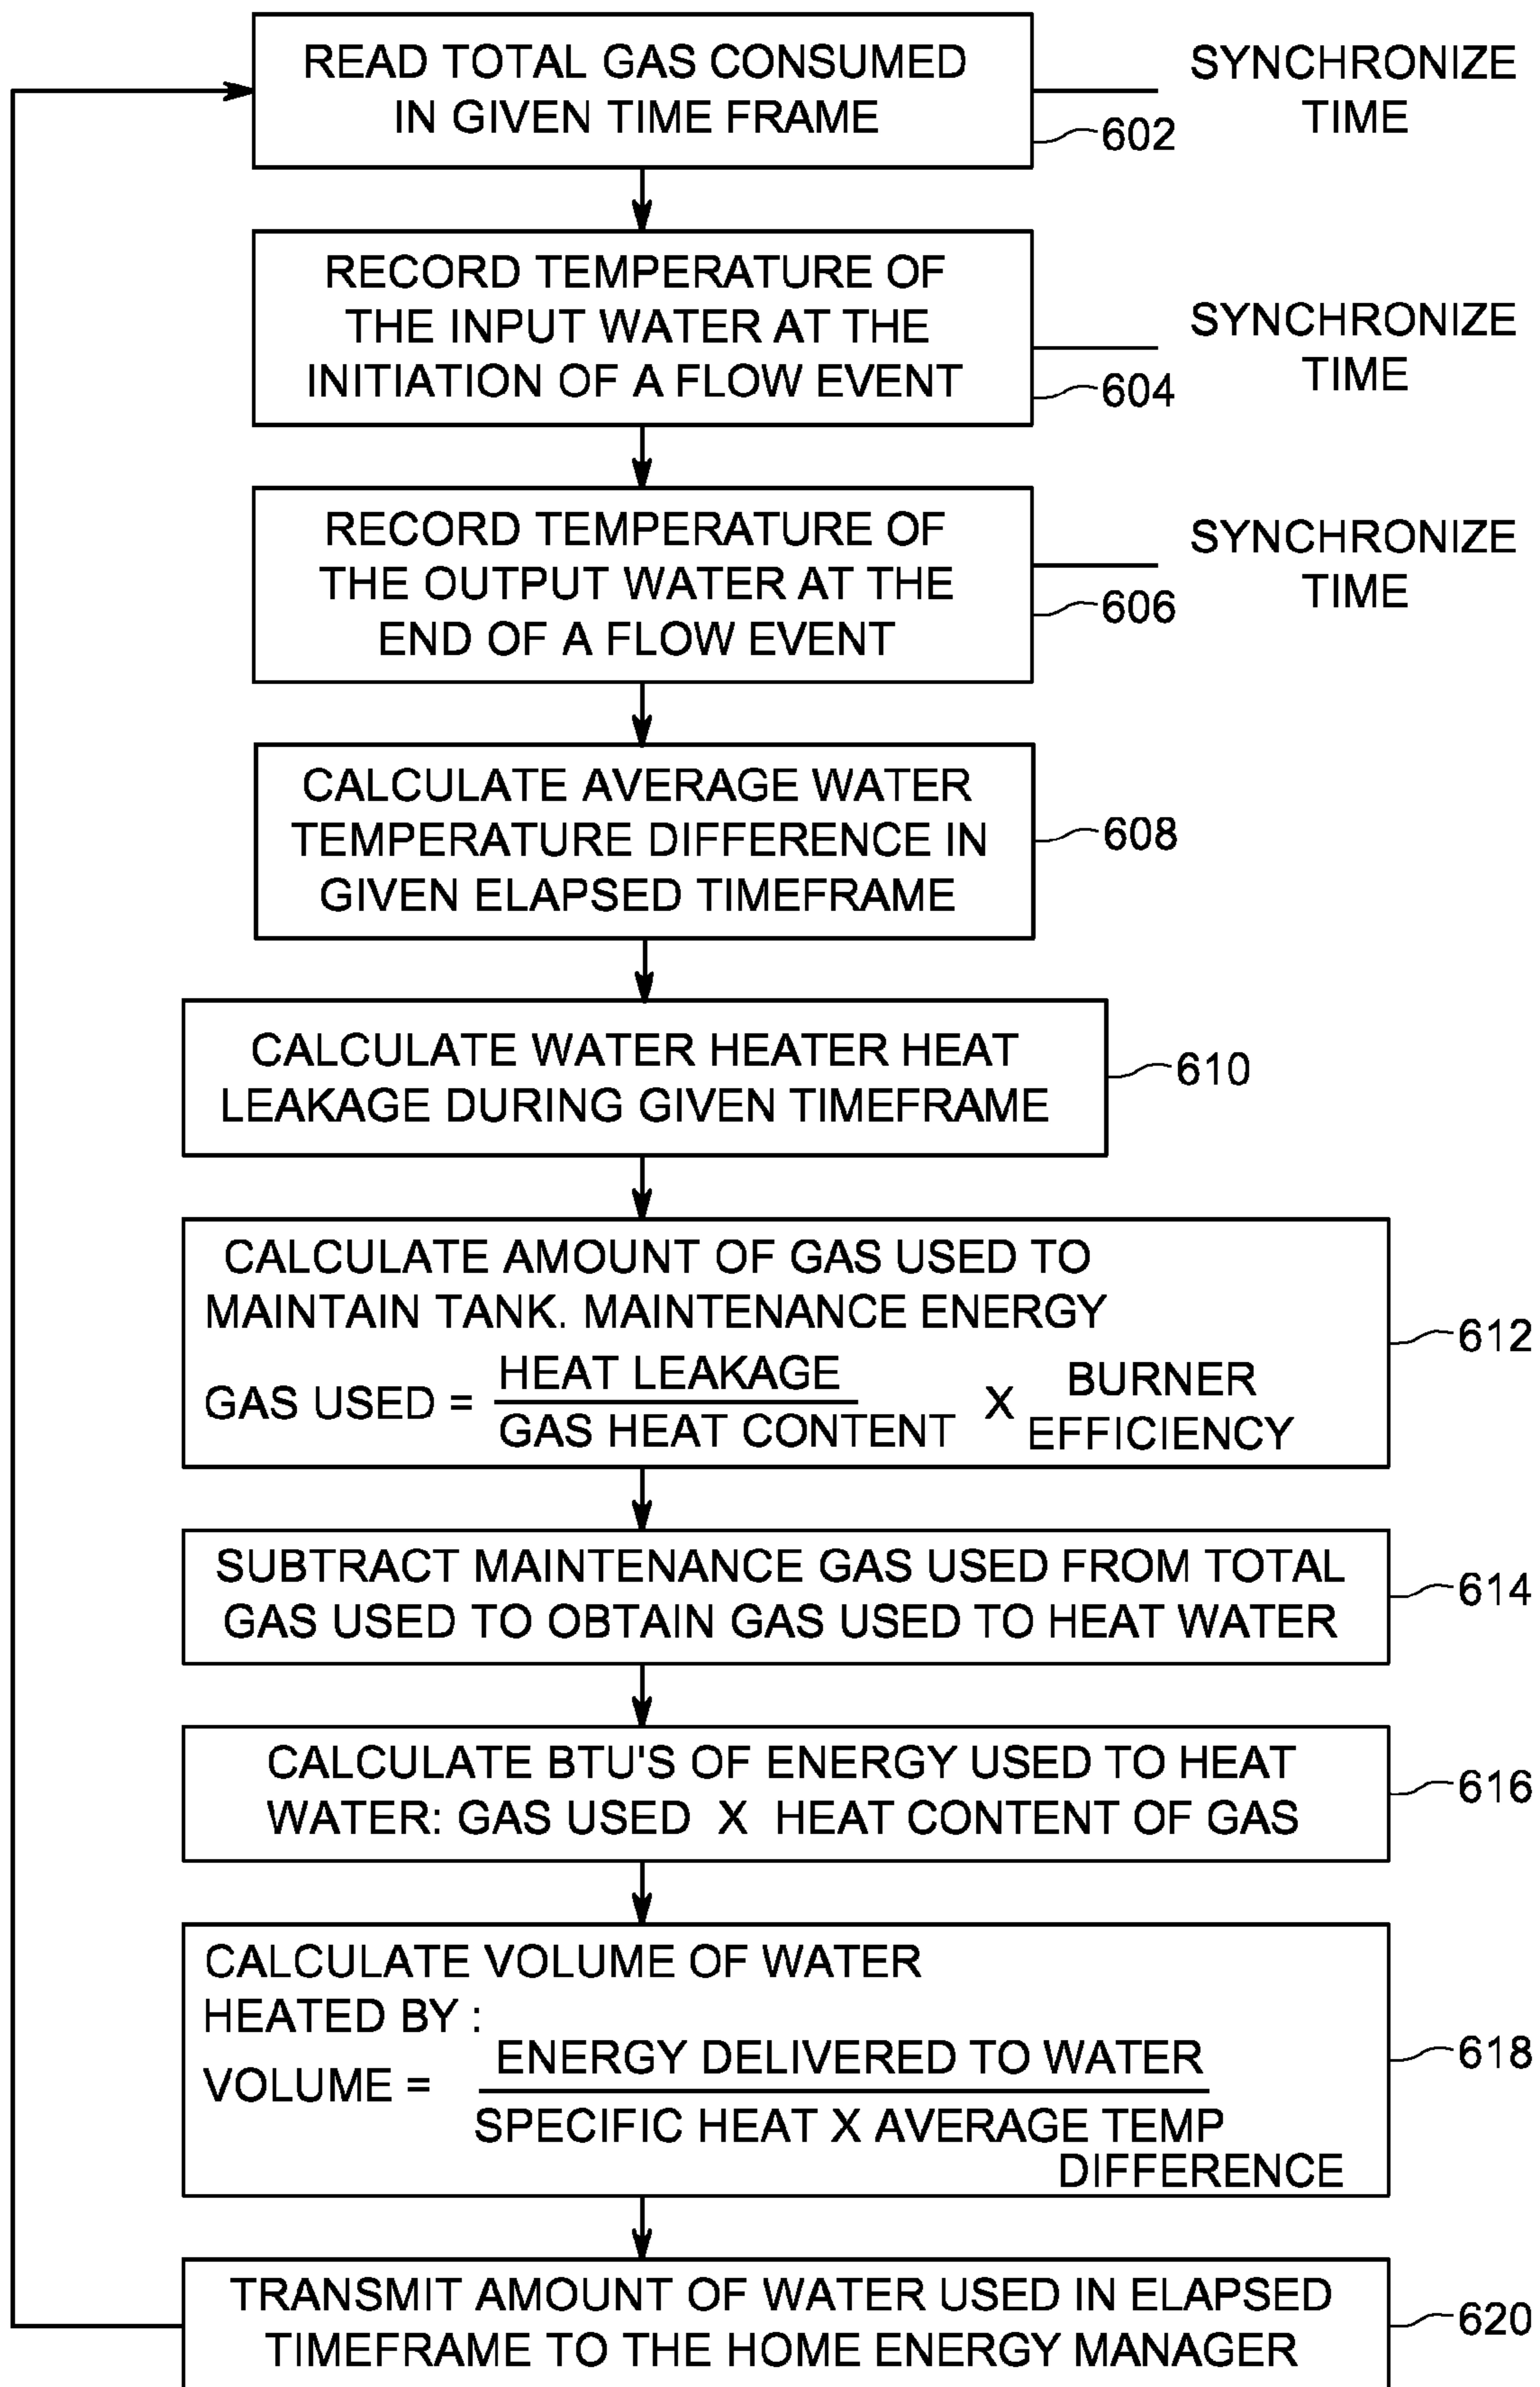 READ TOTAL GAS CONSUMED
IN GIVEN TIME FRAME
602
SYNCHRONIZE
TIME
RECORD TEMPERATURE OF
THE INPUT WATER AT THE
INITIATION OF A FLOW EVENT
604
SYNCHRONIZE
TIME
RECORD TEMPERATURE OF
THE OUTPUT WATER AT THE
END OF A FLOW EVENT
606
SYNCHRONIZE
TIME
CALCULATE AVERAGE WATER
TEMPERATURE DIFFERENCE IN
GIVEN ELAPSED TIMEFRAME
608
CALCULATE WATER HEATER HEAT
LEAKAGE DURING GIVEN TIMEFRAME
610
CALCULATE AMOUNT OF GAS USED TO
MAINTAIN TANK. MAINTENANCE ENERGY
GAS USED =
HEAT LEAKAGE
GAS HEAT CONTENT
X
BURNER
EFFICIENCY
612
SUBTRACT MAINTENANCE GAS USED FROM TOTAL
GAS USED TO OBTAIN GAS USED TO HEAT WATER
614
CALCULATE BTU'S OF ENERGY USED TO HEAT
WATER: GAS USED X HEAT CONTENT OF GAS
616
CALCULATE VOLUME OF WATER
HEATED BY :
VOLUME =
ENERGY DELIVERED TO WATER
SPECIFIC HEAT X AVERAGE TEMP
DIFFERENCE
618
TRANSMIT AMOUNT OF WATER USED IN ELAPSED
TIMEFRAME TO THE HOME ENERGY MANAGER
620